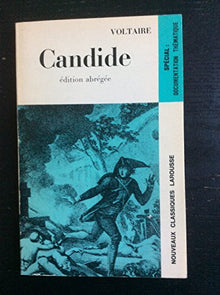 VOLTAIRE
Candide
édition abrégée
SPÉCIAL :
DOCUMENTATION THÉMATIQUE
NOUVEAUX CLASSIQUES LAROUSSE